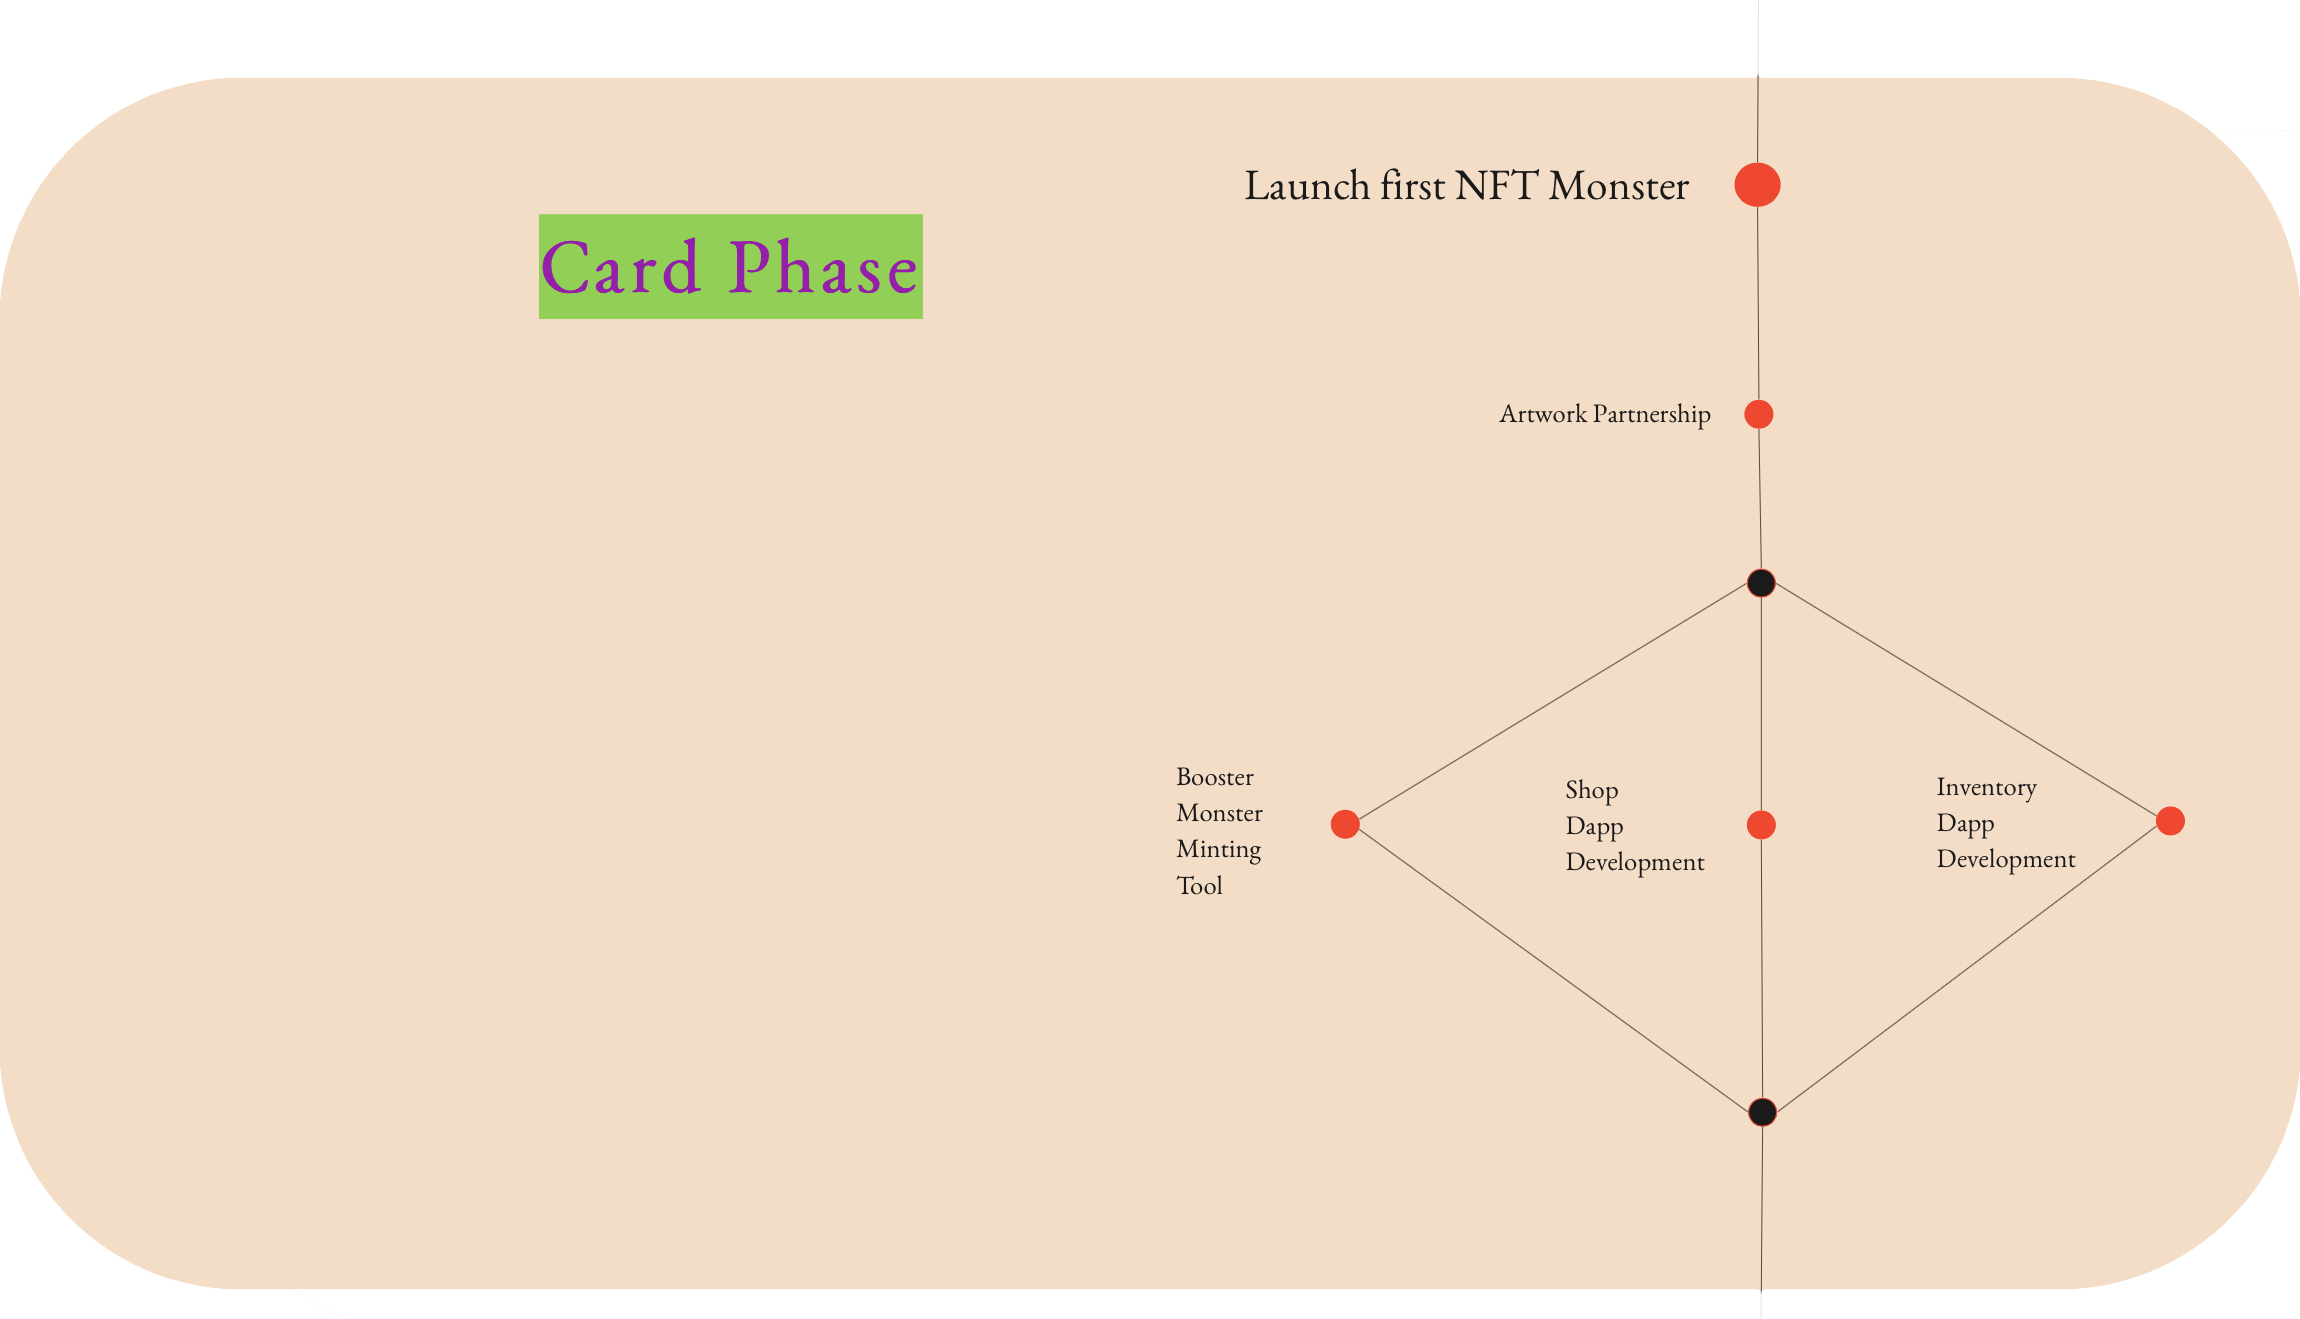 Launch first NFT Monster
Card Phase
Artwork Partnership
Booster
Monster
Minting
Tool
Shop
Dapp
Development
Inventory
Dapp
Development